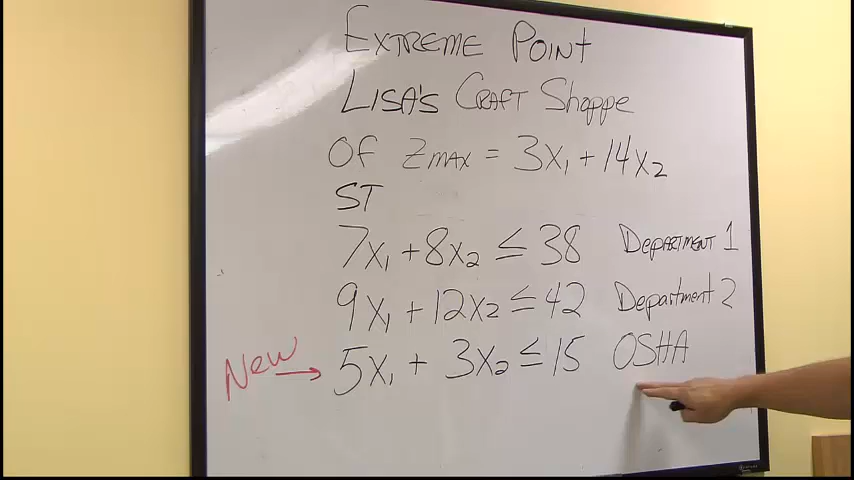 EXTREME POINT
LISA'S CRAFT Shoppe
OF ZMAX = 3X₁ + 14X₂
ST
7X₁ + 8X₂ ≤ 38 DEPARTMENT 1
9X₁ + 12X₂ ≤ 42 Department 2
New → 5X₁ + 3X₂ ≤ 15 OSHA